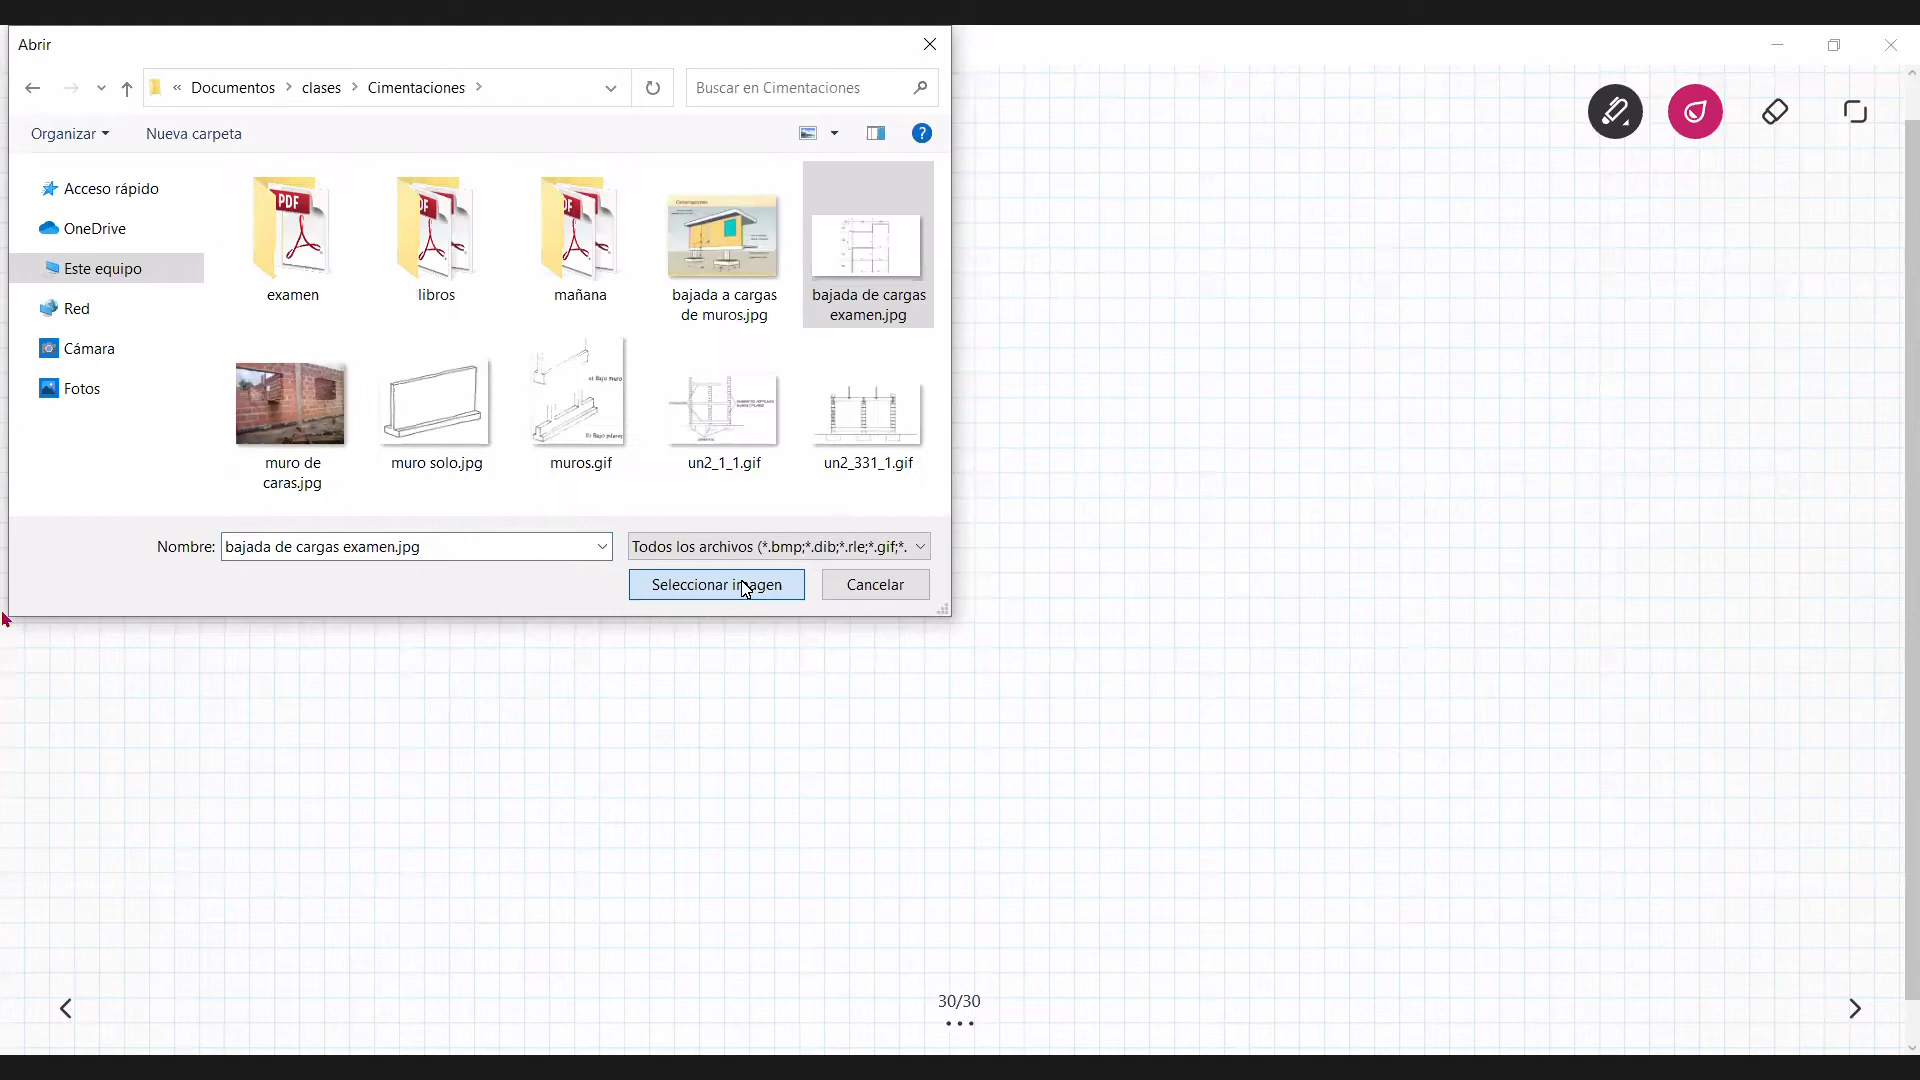 Abrir
« Documentos > clases > Cimentaciones >
Buscar en Cimentaciones
Organizar
Nueva carpeta
?
Acceso rápido
OneDrive
Este equipo
Red
Cámara
Fotos
PDF
examen
libros
mañana
bajada a cargas
de muros.jpg
bajada de cargas
examen.jpg
muro de
caras.jpg
muro solo.jpg
muros.gif
un2_1_1.gif
un2_331_1.gif
Nombre:
bajada de cargas examen.jpg
Todos los archivos (*.bmp;*.dib;*.rle;*.gif;*.
Seleccionar imagen
Cancelar
30/30